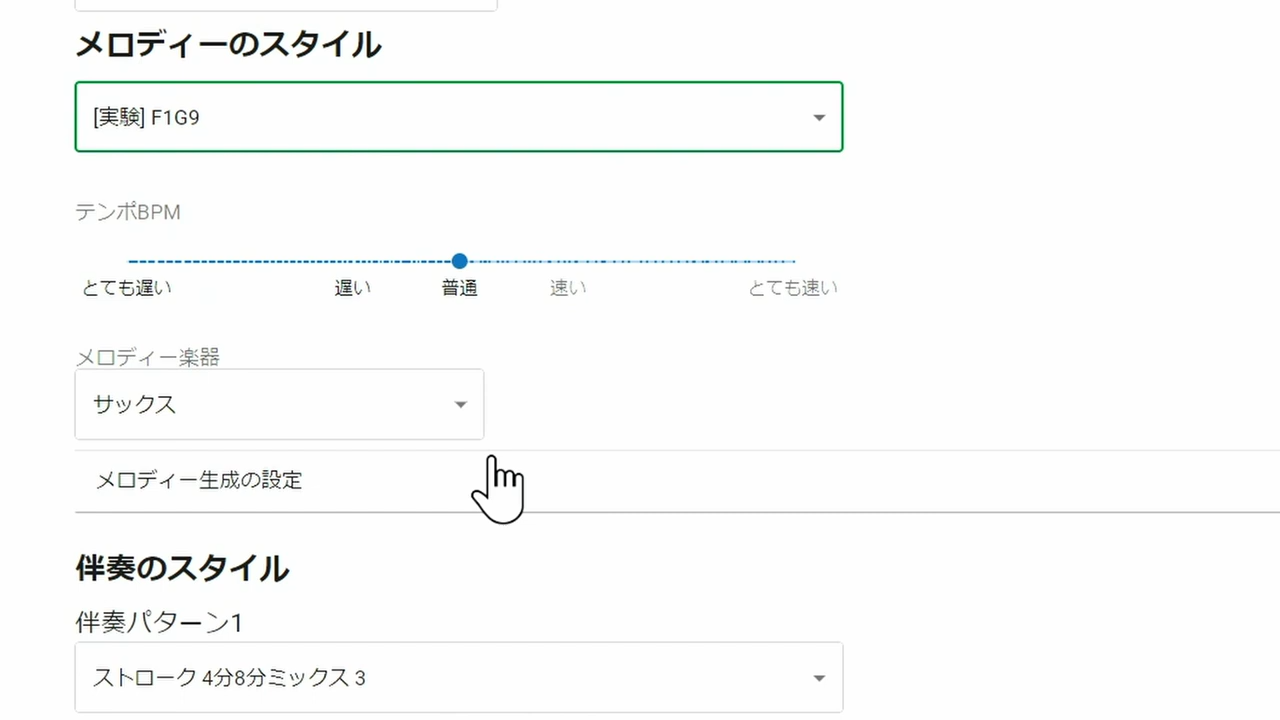 メロディーのスタイル
[実験] F1G9
テンポBPM
とても遅い 遅い 普通 速い とても速い
メロディー楽器
サックス
メロディー生成の設定
伴奏のスタイル
伴奏パターン1
ストローク 4分8分ミックス 3